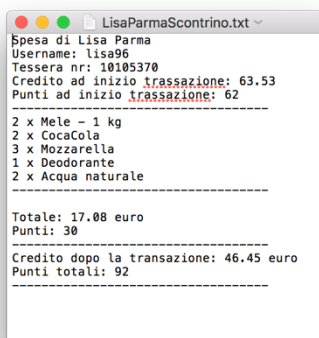 LisaParmaScontrino.txt
Spesa di Lisa Parma
Username: lisa96
Tessera nr: 10105370
Credito ad inizio trassazione: 63.53
Punti ad inizio trassazione: 62
-----------------------------------
2 x Mele – 1 kg
2 x CocaCola
3 x Mozzarella
1 x Deodorante
2 x Acqua naturale
-----------------------------------
Totale: 17.08 euro
Punti: 30
-----------------------------------
Credito dopo la transazione: 46.45 euro
Punti totali: 92
-----------------------------------